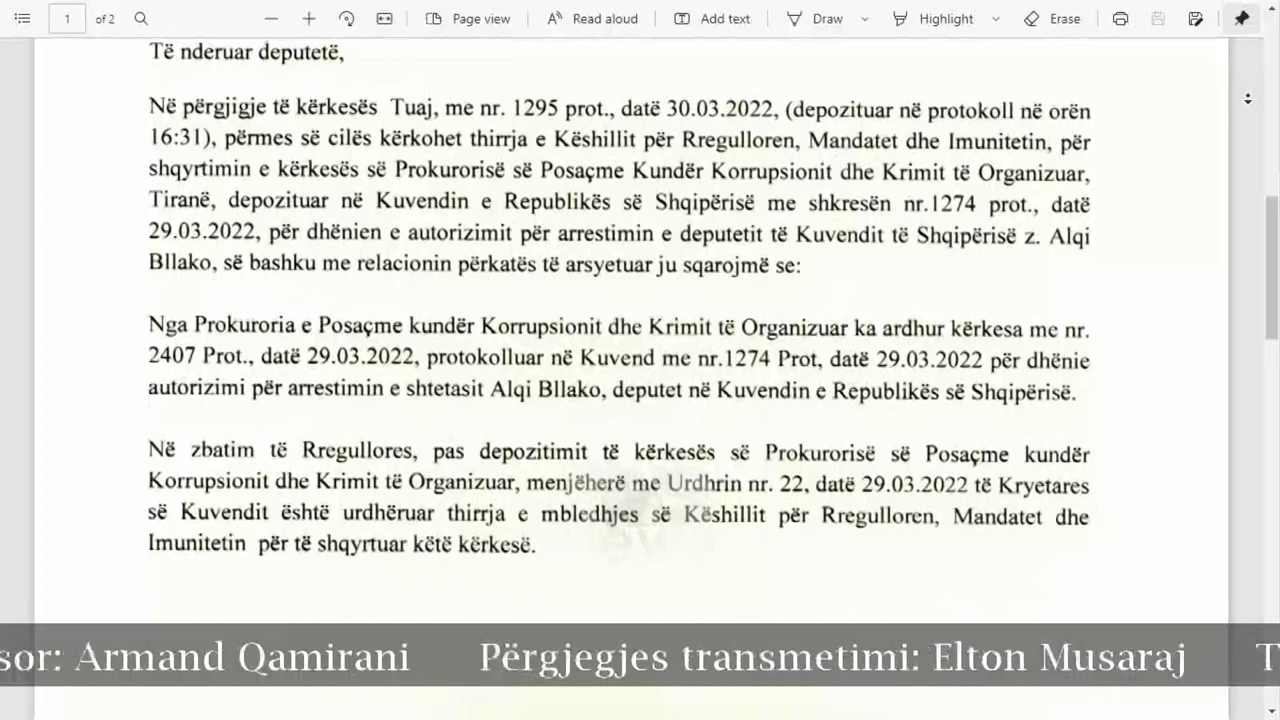 1 of 2 Page view Read aloud Add text Draw Highlight Erase
Të nderuar deputetë,
Në përgjigje të kërkesës Tuaj, me nr. 1295 prot., datë 30.03.2022, (depozituar në protokoll në orën
16:31), përmes së cilës kërkohet thirrja e Këshillit për Rregulloren, Mandatet dhe Imunitetin, për
shqyrtimin e kërkesës së Prokurorisë së Posaçme Kundër Korrupsionit dhe Krimit të Organizuar,
Tiranë, depozituar në Kuvendin e Republikës së Shqipërisë me shkresën nr.1274 prot., datë
29.03.2022, për dhënien e autorizimit për arrestimin e deputetit të Kuvendit të Shqipërisë z. Alqi
Bllako, së bashku me relacionin përkatës të arsyetuar ju sqarojmë se:
Nga Prokuroria e Posaçme kundër Korrupsionit dhe Krimit të Organizuar ka ardhur kërkesa me nr.
2407 Prot., datë 29.03.2022, protokolluar në Kuvend me nr.1274 Prot, datë 29.03.2022 për dhënie
autorizimi për arrestimin e shtetasit Alqi Bllako, deputet në Kuvendin e Republikës së Shqipërisë.
Në zbatim të Rregullores, pas depozitimit të kërkesës së Prokurorisë së Posaçme kundër
Korrupsionit dhe Krimit të Organizuar, menjëherë me Urdhrin nr. 22, datë 29.03.2022 të Kryetares
së Kuvendit është urdhëruar thirrja e mbledhjes së Këshillit për Rregulloren, Mandatet dhe
Imunitetin për të shqyrtuar këtë kërkesë.
sor: Armand Qamirani Përgjegjes transmetimi: Elton Musaraj T